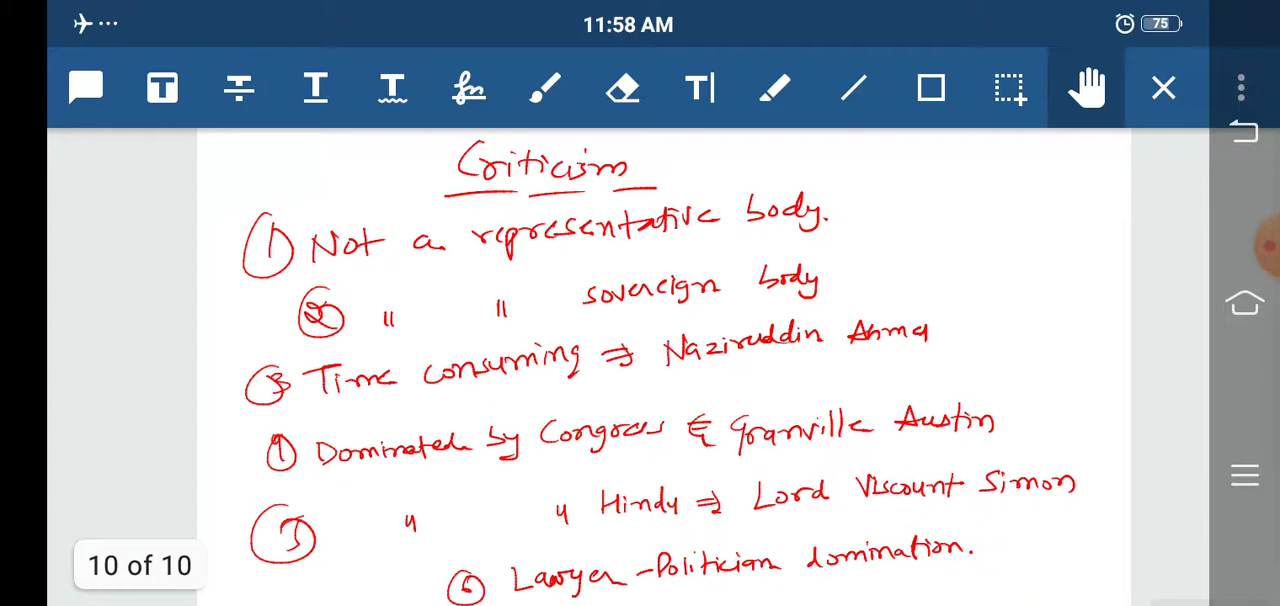 11:58 AM
75
Criticism
1 Not a representative body.
2 " " sovereign body
3 Time consuming ⇒ Naziruddin Ahmed
4 Dominated by Congress Granville Austin
5 " " Hindu ⇒ Lord Viscount Simon
6 Lawyer-Politician domination.
10 of 10